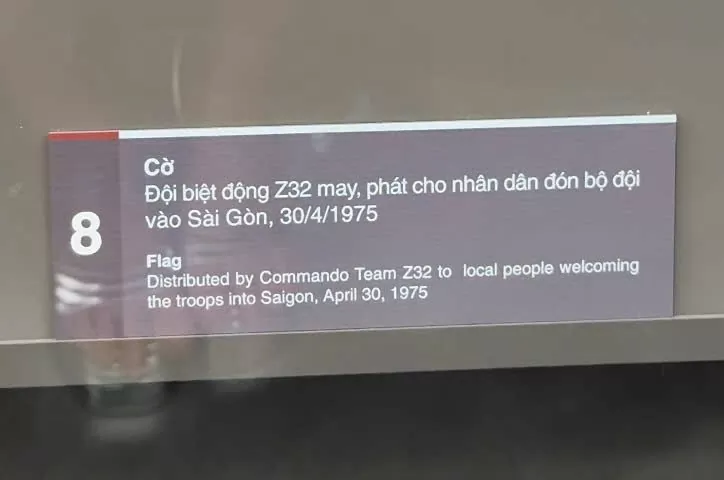 8
Cờ
Đội biệt động Z32 may, phát cho nhân dân đón bộ đội
vào Sài Gòn, 30/4/1975
Flag
Distributed by Commando Team Z32 to local people welcoming
the troops into Saigon, April 30, 1975